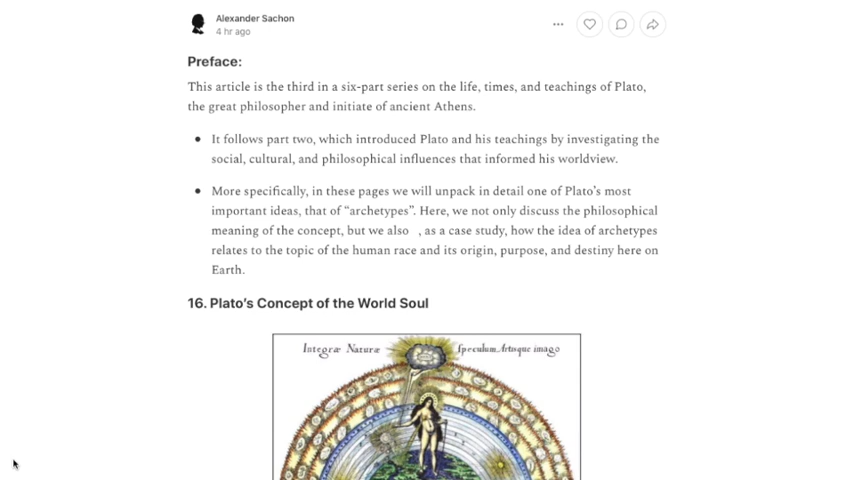 Alexander Sachon
4 hr ago
Preface:
This article is the third in a six-part series on the life, times, and teachings of Plato,
the great philosopher and initiate of ancient Athens.
It follows part two, which introduced Plato and his teachings by investigating the
social, cultural, and philosophical influences that informed his worldview.
More specifically, in these pages we will unpack in detail one of Plato’s most
important ideas, that of “archetypes”. Here, we not only discuss the philosophical
meaning of the concept, but we also , as a case study, how the idea of archetypes
relates to the topic of the human race and its origin, purpose, and destiny here on
Earth.
16. Plato’s Concept of the World Soul
Integræ Naturæ Speculum Artisque imago